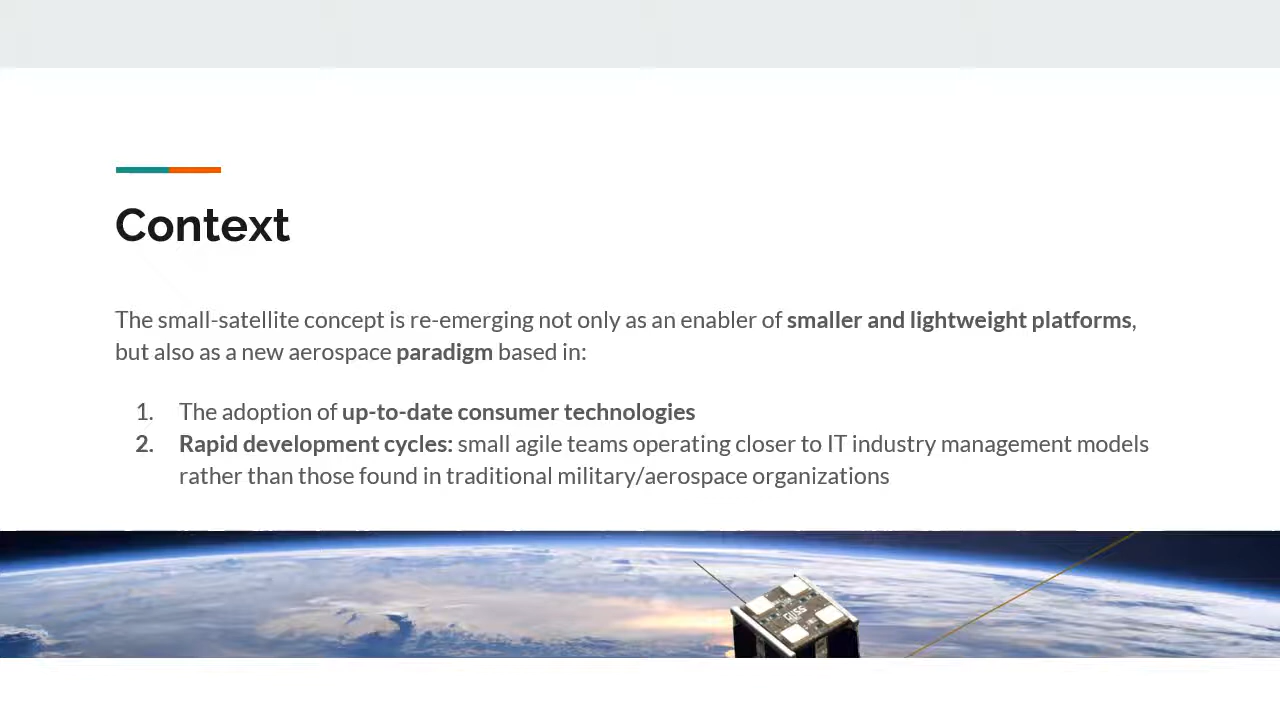 Context
The small-satellite concept is re-emerging not only as an enabler of smaller and lightweight platforms,
but also as a new aerospace paradigm based in:
1. The adoption of up-to-date consumer technologies
2. Rapid development cycles: small agile teams operating closer to IT industry management models
rather than those found in traditional military/aerospace organizations